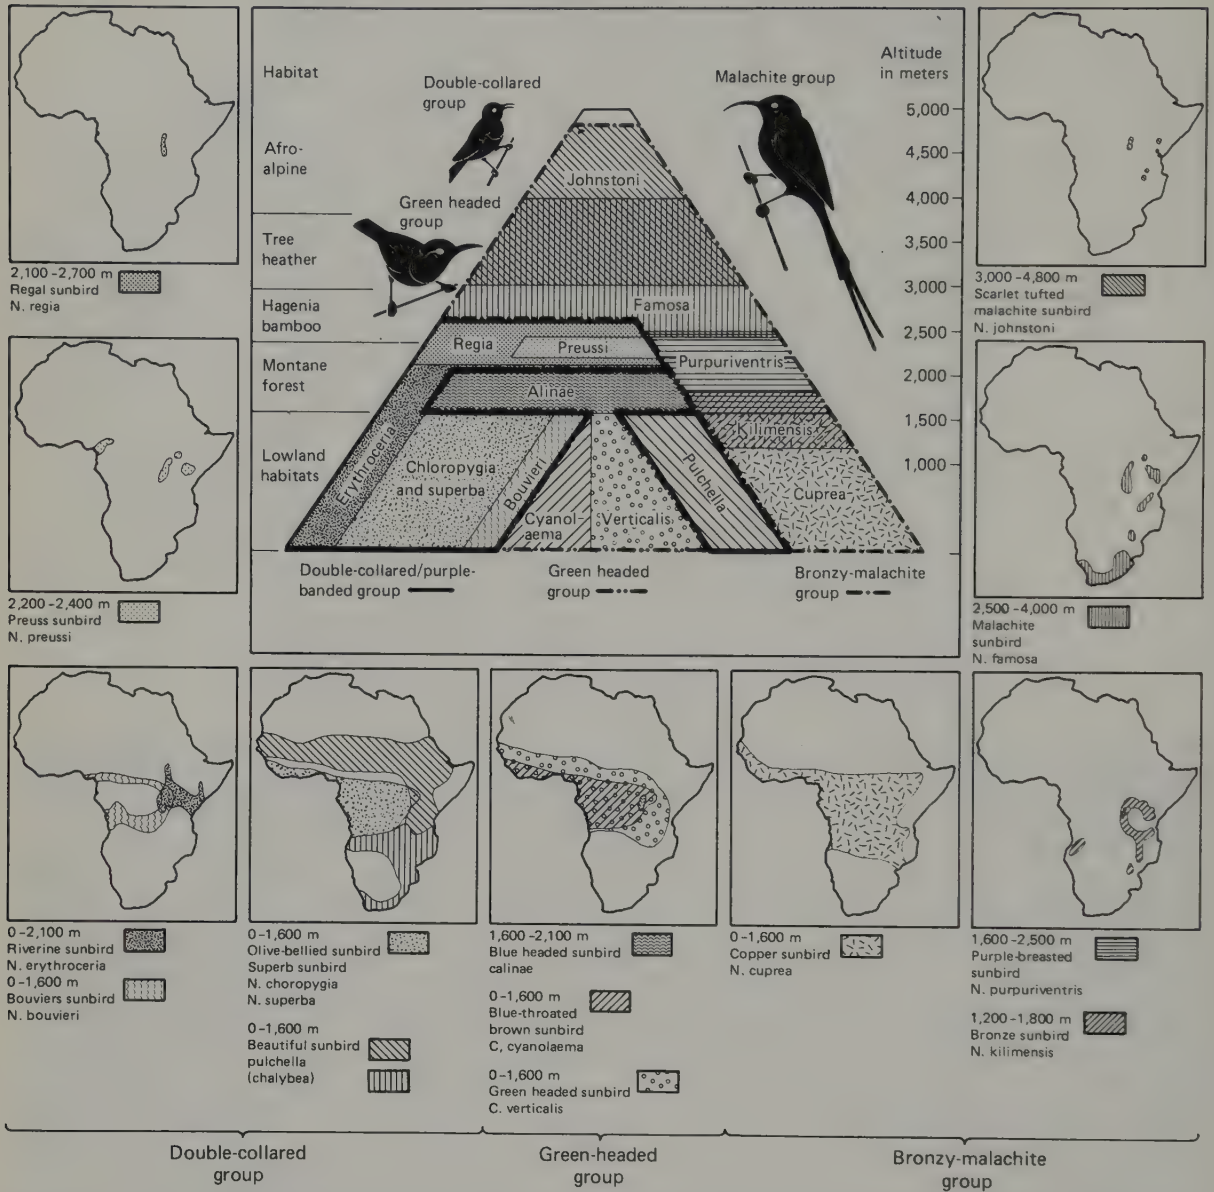 Habitat
Afro-
alpine
Tree
heather
Hagenia
bamboo
Montane
forest
Lowland
habitats
Double-collared
group
Green headed
group
Malachite group
Altitude
in meters
5,000
4,500
4,000
3,500
3,000
2,500
2,000
1,500
1,000
Johnstoni
Famosa
Regia
Preussi
Purpuriventris
Alinae
Kilimensis
Erythroceria
Chloropygia
and superba
Bouvieri
Cyanol-
aema
Verticalis
Pulchella
Cuprea
Double-collared/purple-
banded group
Green headed
group
Bronzy-malachite
group
2,100-2,700 m
Regal sunbird
N. regia
2,200-2,400 m
Preuss sunbird
N. preussi
3,000-4,800 m
Scarlet tufted
malachite sunbird
N. johnstoni
2,500-4,000 m
Malachite
sunbird
N. famosa
0-2,100 m
Riverine sunbird
N. erythroceria
0-1,600 m
Bouviers sunbird
N. bouvieri
0-1,600 m
Olive-bellied sunbird
Superb sunbird
N. choropygia
N. superba
0-1,600 m
Beautiful sunbird
pulchella
(chalybea)
1,600-2,100 m
Blue headed sunbird
calinae
0-1,600 m
Blue-throated
brown sunbird
C, cyanolaema
0-1,600 m
Green headed sunbird
C. verticalis
0-1,600 m
Copper sunbird
N. cuprea
1,600-2,500 m
Purple-breasted
sunbird
N. purpuriventris
1,200-1,800 m
Bronze sunbird
N. kilimensis
Double-collared
group
Green-headed
group
Bronzy-malachite
group